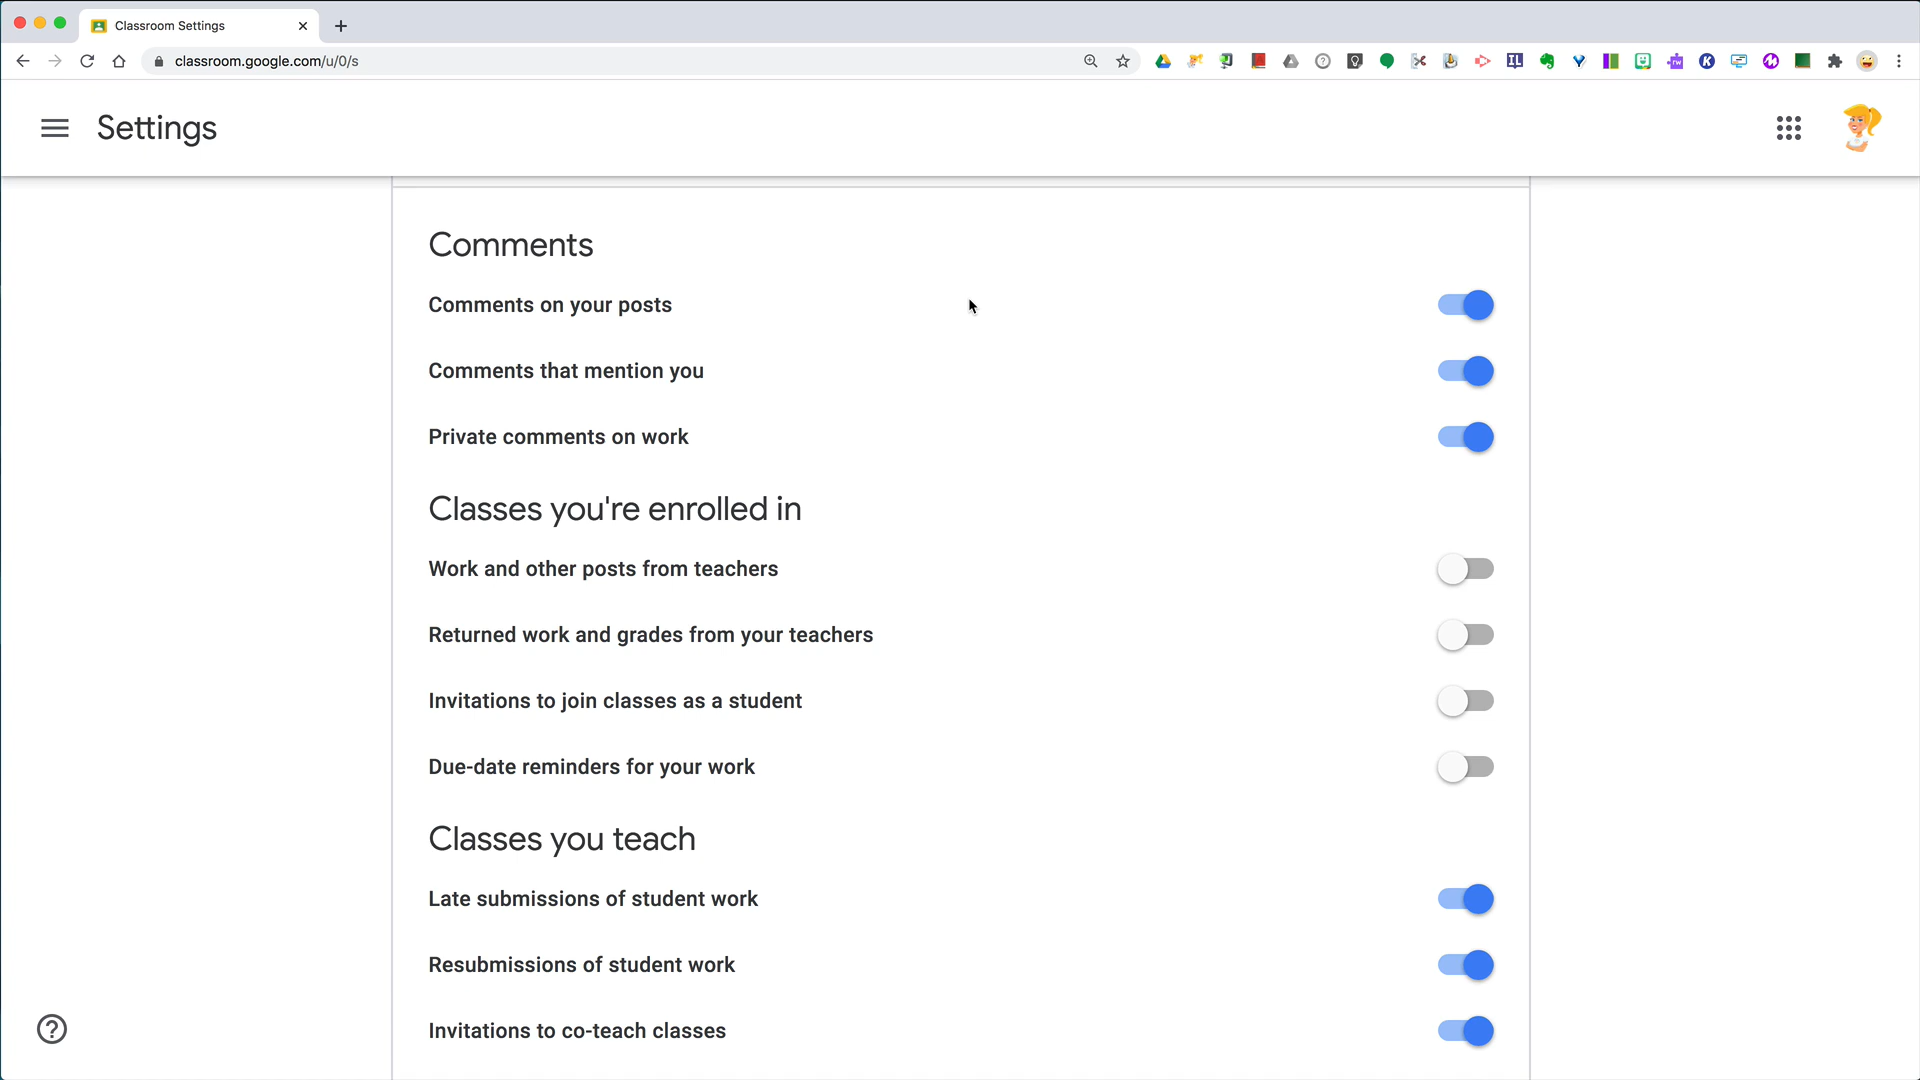 Classroom Settings
classroom.google.com/u/0/s
Settings
Comments
Comments on your posts
Comments that mention you
Private comments on work
Classes you're enrolled in
Work and other posts from teachers
Returned work and grades from your teachers
Invitations to join classes as a student
Due-date reminders for your work
Classes you teach
Late submissions of student work
Resubmissions of student work
Invitations to co-teach classes